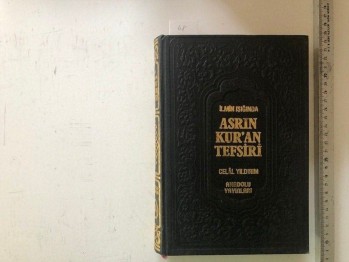 İLMİN IŞIĞINDA
ASRIN
KUR'AN
TEFSİRİ
CELÂL YILDIRIM
ANADOLU
YAYINLARI